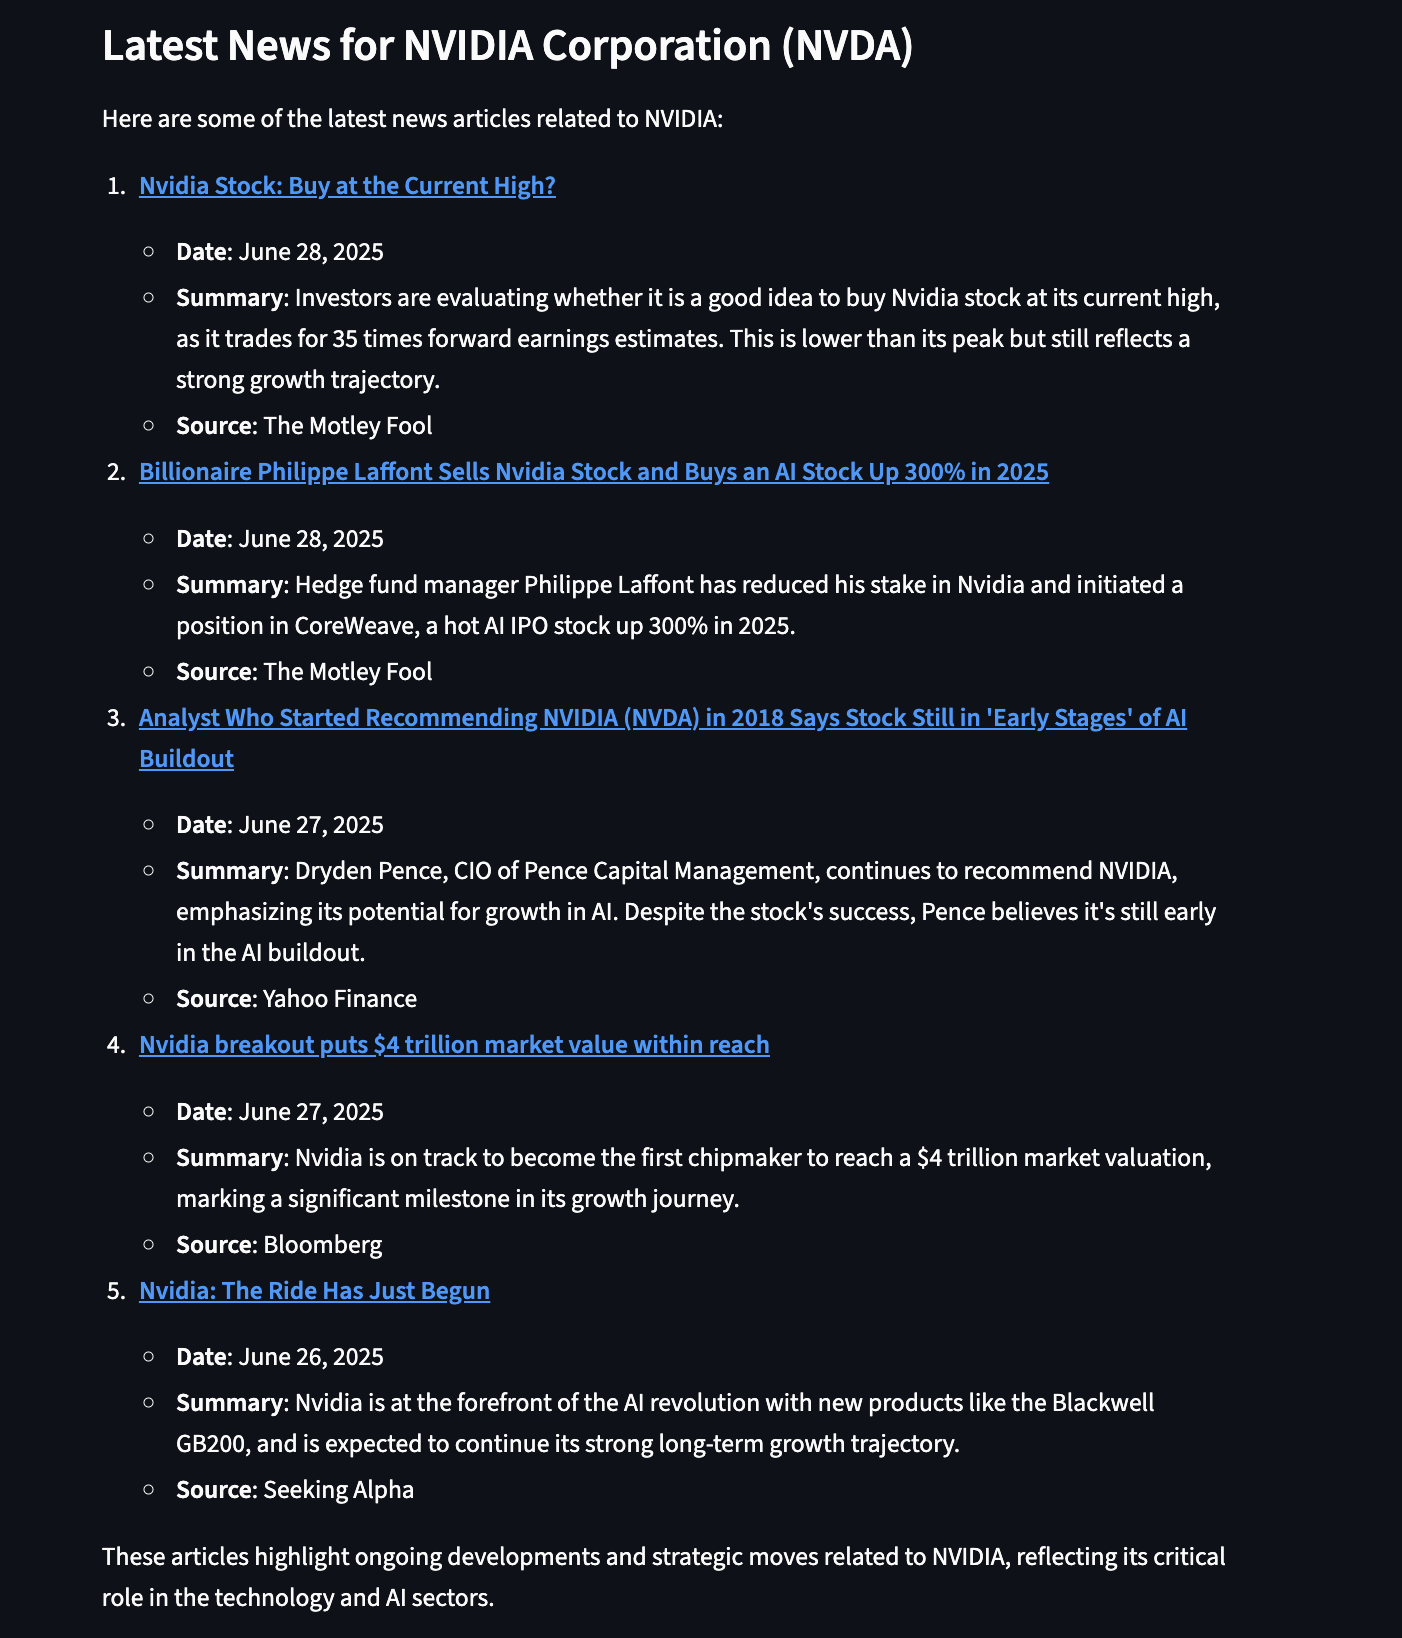 Latest News for NVIDIA Corporation (NVDA)
Here are some of the latest news articles related to NVIDIA:
1. Nvidia Stock: Buy at the Current High?
○ Date: June 28, 2025
○ Summary: Investors are evaluating whether it is a good idea to buy Nvidia stock at its current high,
as it trades for 35 times forward earnings estimates. This is lower than its peak but still reflects a
strong growth trajectory.
○ Source: The Motley Fool
2. Billionaire Philippe Laffont Sells Nvidia Stock and Buys an AI Stock Up 300% in 2025
○ Date: June 28, 2025
○ Summary: Hedge fund manager Philippe Laffont has reduced his stake in Nvidia and initiated a
position in CoreWeave, a hot AI IPO stock up 300% in 2025.
○ Source: The Motley Fool
3. Analyst Who Started Recommending NVIDIA (NVDA) in 2018 Says Stock Still in 'Early Stages' of AI
Buildout
○ Date: June 27, 2025
○ Summary: Dryden Pence, CIO of Pence Capital Management, continues to recommend NVIDIA,
emphasizing its potential for growth in AI. Despite the stock's success, Pence believes it's still early
in the AI buildout.
○ Source: Yahoo Finance
4. Nvidia breakout puts $4 trillion market value within reach
○ Date: June 27, 2025
○ Summary: Nvidia is on track to become the first chipmaker to reach a $4 trillion market valuation,
marking a significant milestone in its growth journey.
○ Source: Bloomberg
5. Nvidia: The Ride Has Just Begun
○ Date: June 26, 2025
○ Summary: Nvidia is at the forefront of the AI revolution with new products like the Blackwell
GB200, and is expected to continue its strong long-term growth trajectory.
○ Source: Seeking Alpha
These articles highlight ongoing developments and strategic moves related to NVIDIA, reflecting its critical
role in the technology and AI sectors.